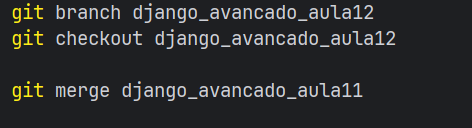 git branch django_avancado_aula12
git checkout django_avancado_aula12
git merge django_avancado_aula11